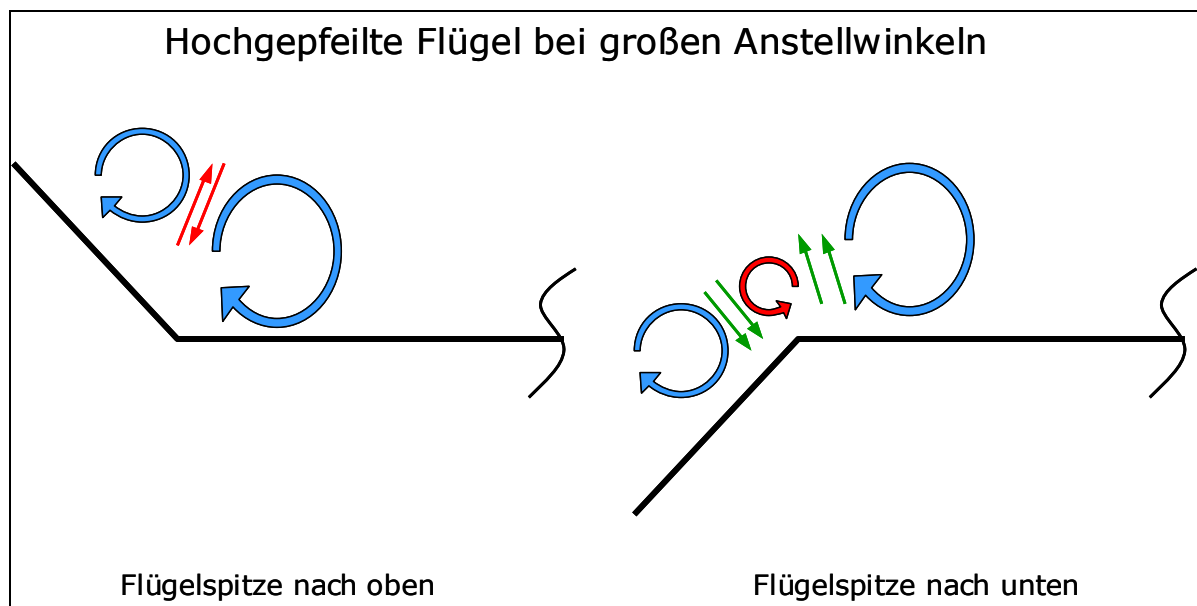 Hochgepfeilte Flügel bei großen Anstellwinkeln
Flügelspitze nach oben
Flügelspitze nach unten